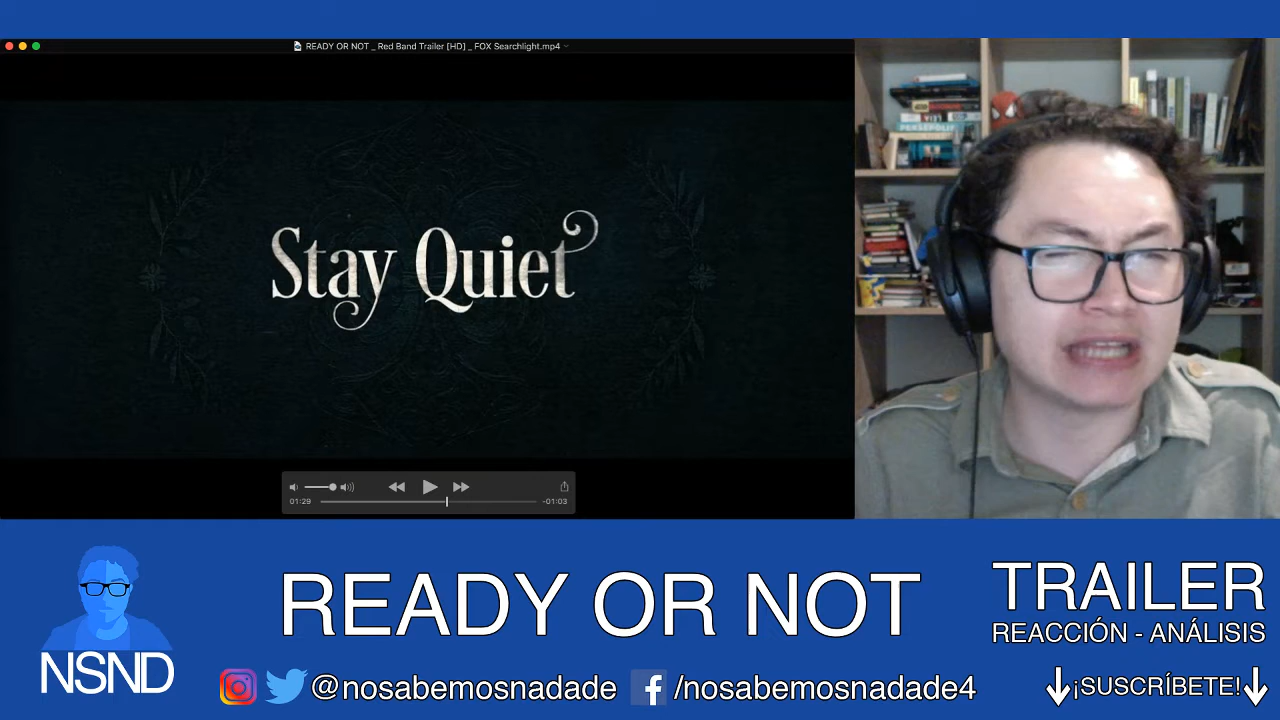 READY OR NOT _ Red Band Trailer [HD] _ FOX Searchlight.mp4
PERSEPOLIS
Stay Quiet
01:29
-01:03
READY OR NOT
TRAILER
REACCIÓN - ANÁLISIS
NSND
@nosabemosnadade
/nosabemosnadade4
¡SUSCRÍBETE!